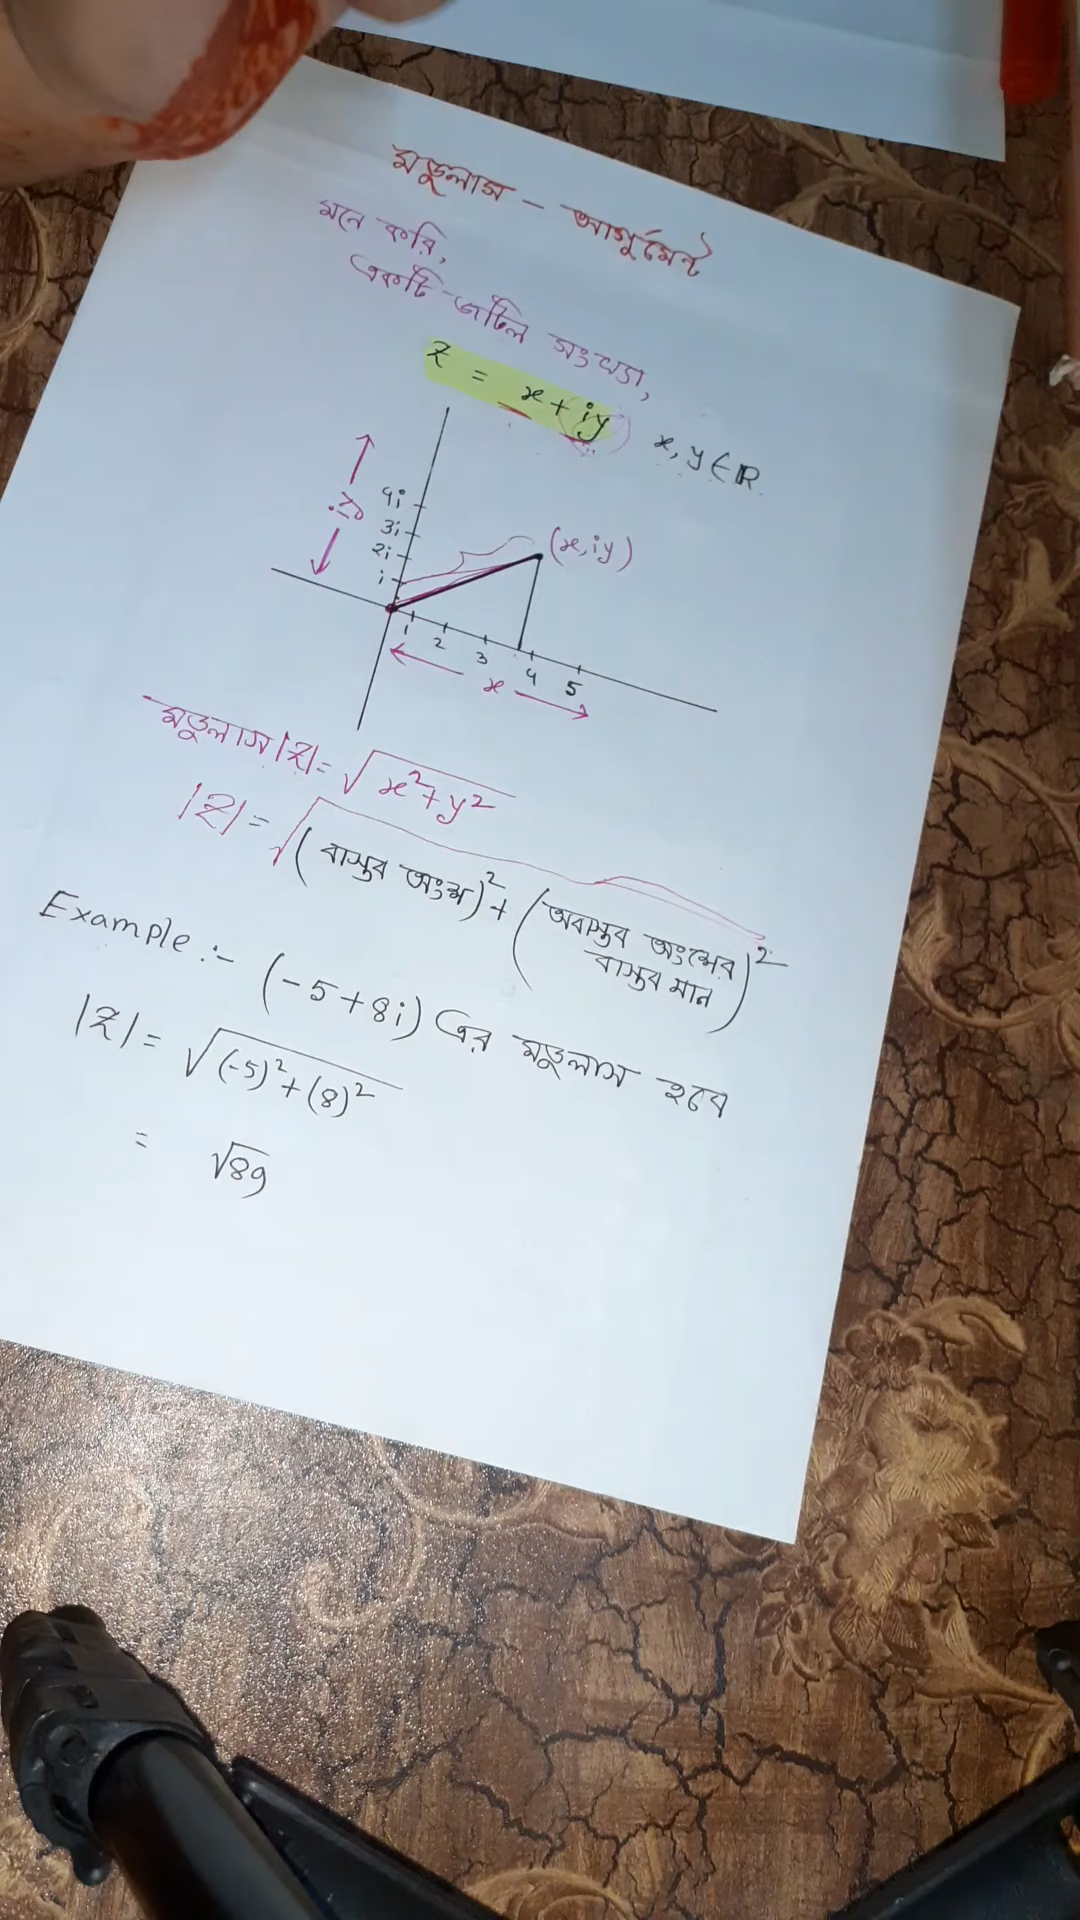 মডুলাস – আর্গুমেন্ট
মনে করি,
একটি জটিল সংখ্যা,
z = x + iy x, y ∈ ℝ.
4i
3i
2i
i
(x, iy)
1 2 3 4 5
x
মডুলাস |z| = √x²+y²
|z| = √(বাস্তব অংশ)² + (অবাস্তব অংশের বাস্তব মান)²
Example :- (-5+8i) এর মডুলাস হবে
|z| = √(-5)²+(8)²
= √89